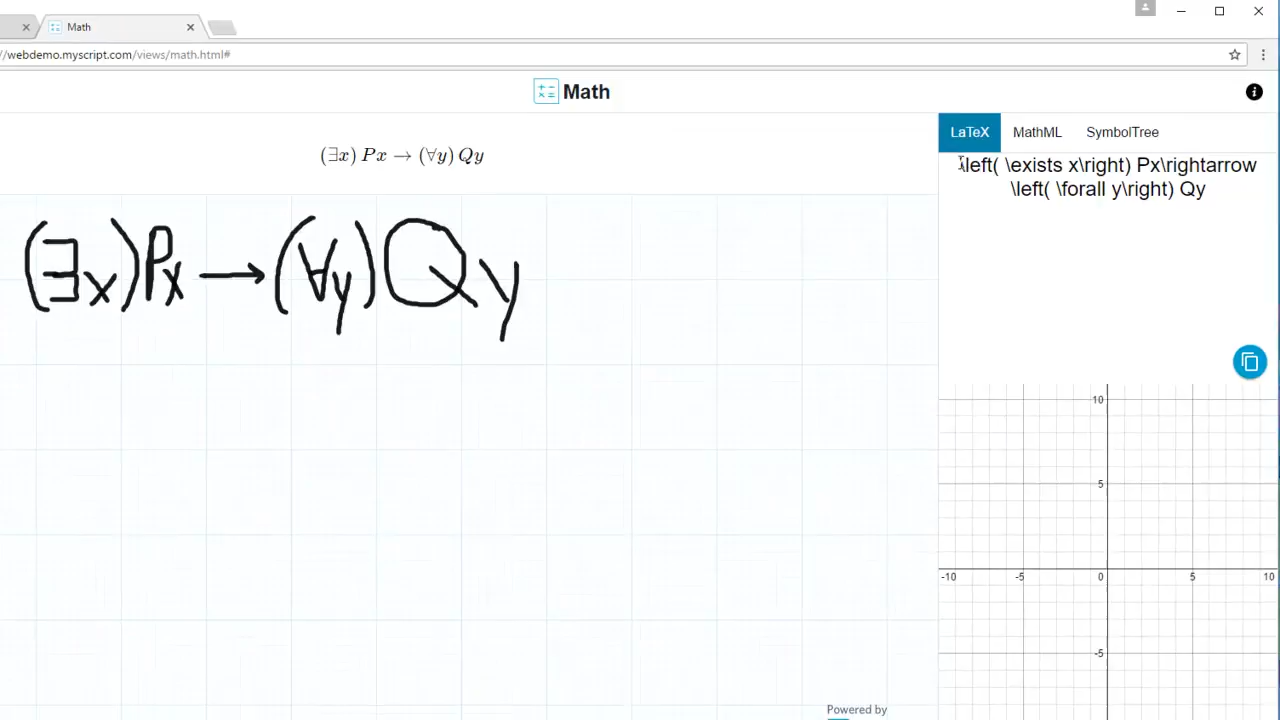 Math
//webdemo.myscript.com/views/math.html#
Math
(∃x) Px → (∀y) Qy
LaTeX MathML SymbolTree
\left( \exists x\right) Px\rightarrow
\left( \forall y\right) Qy
(∃x)Px → (∀y)Qy
10
5
-10 -5 0 5 10
-5
Powered by